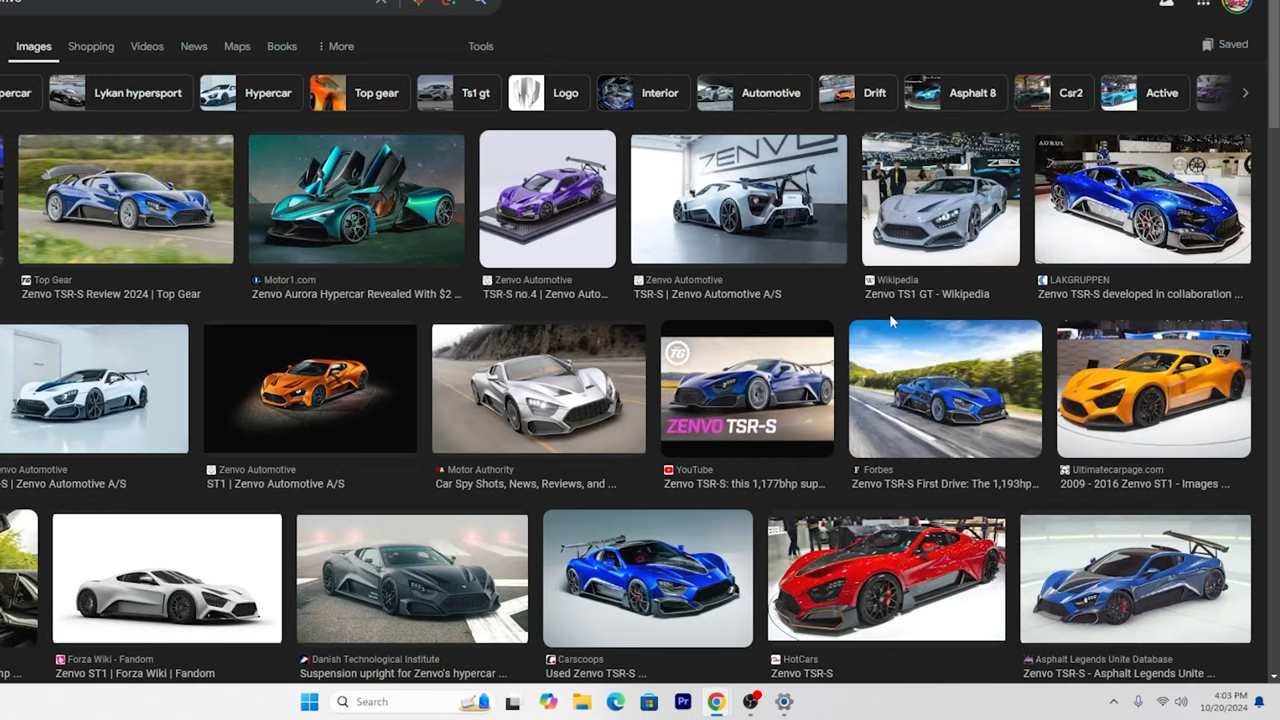 Images
Shopping
Videos
News
Maps
Books
More
Tools
Saved
Lykan hypersport
Hypercar
Top gear
Ts1 gt
Logo
Interior
Automotive
Drift
Asphalt 8
Csr2
Active
ZENVO
AURUS
Top Gear
Zenvo TSR-S Review 2024 | Top Gear
Motor1.com
Zenvo Aurora Hypercar Revealed With $2 ...
Zenvo Automotive
TSR-S no.4 | Zenvo Auto...
Zenvo Automotive
TSR-S | Zenvo Automotive A/S
Wikipedia
Zenvo TS1 GT - Wikipedia
LAKGRUPPEN
Zenvo TSR-S developed in collaboration ...
TG
ZENVO TSR-S
Automotive
| Zenvo Automotive A/S
Zenvo Automotive
ST1 | Zenvo Automotive A/S
Motor Authority
Car Spy Shots, News, Reviews, and ...
YouTube
Zenvo TSR-S: this 1,177bhp sup...
Forbes
Zenvo TSR-S First Drive: The 1,193hp...
Ultimatecarpage.com
2009 - 2016 Zenvo ST1 - Images ...
Forza Wiki - Fandom
Zenvo ST1 | Forza Wiki | Fandom
Danish Technological Institute
Suspension upright for Zenvo's hypercar ...
Carscoops
Used Zenvo TSR-S ...
HotCars
Zenvo TSR-S
Asphalt Legends Unite Database
Zenvo TSR-S - Asphalt Legends Unite ...
Search
Pr
4:03 PM
10/20/2024